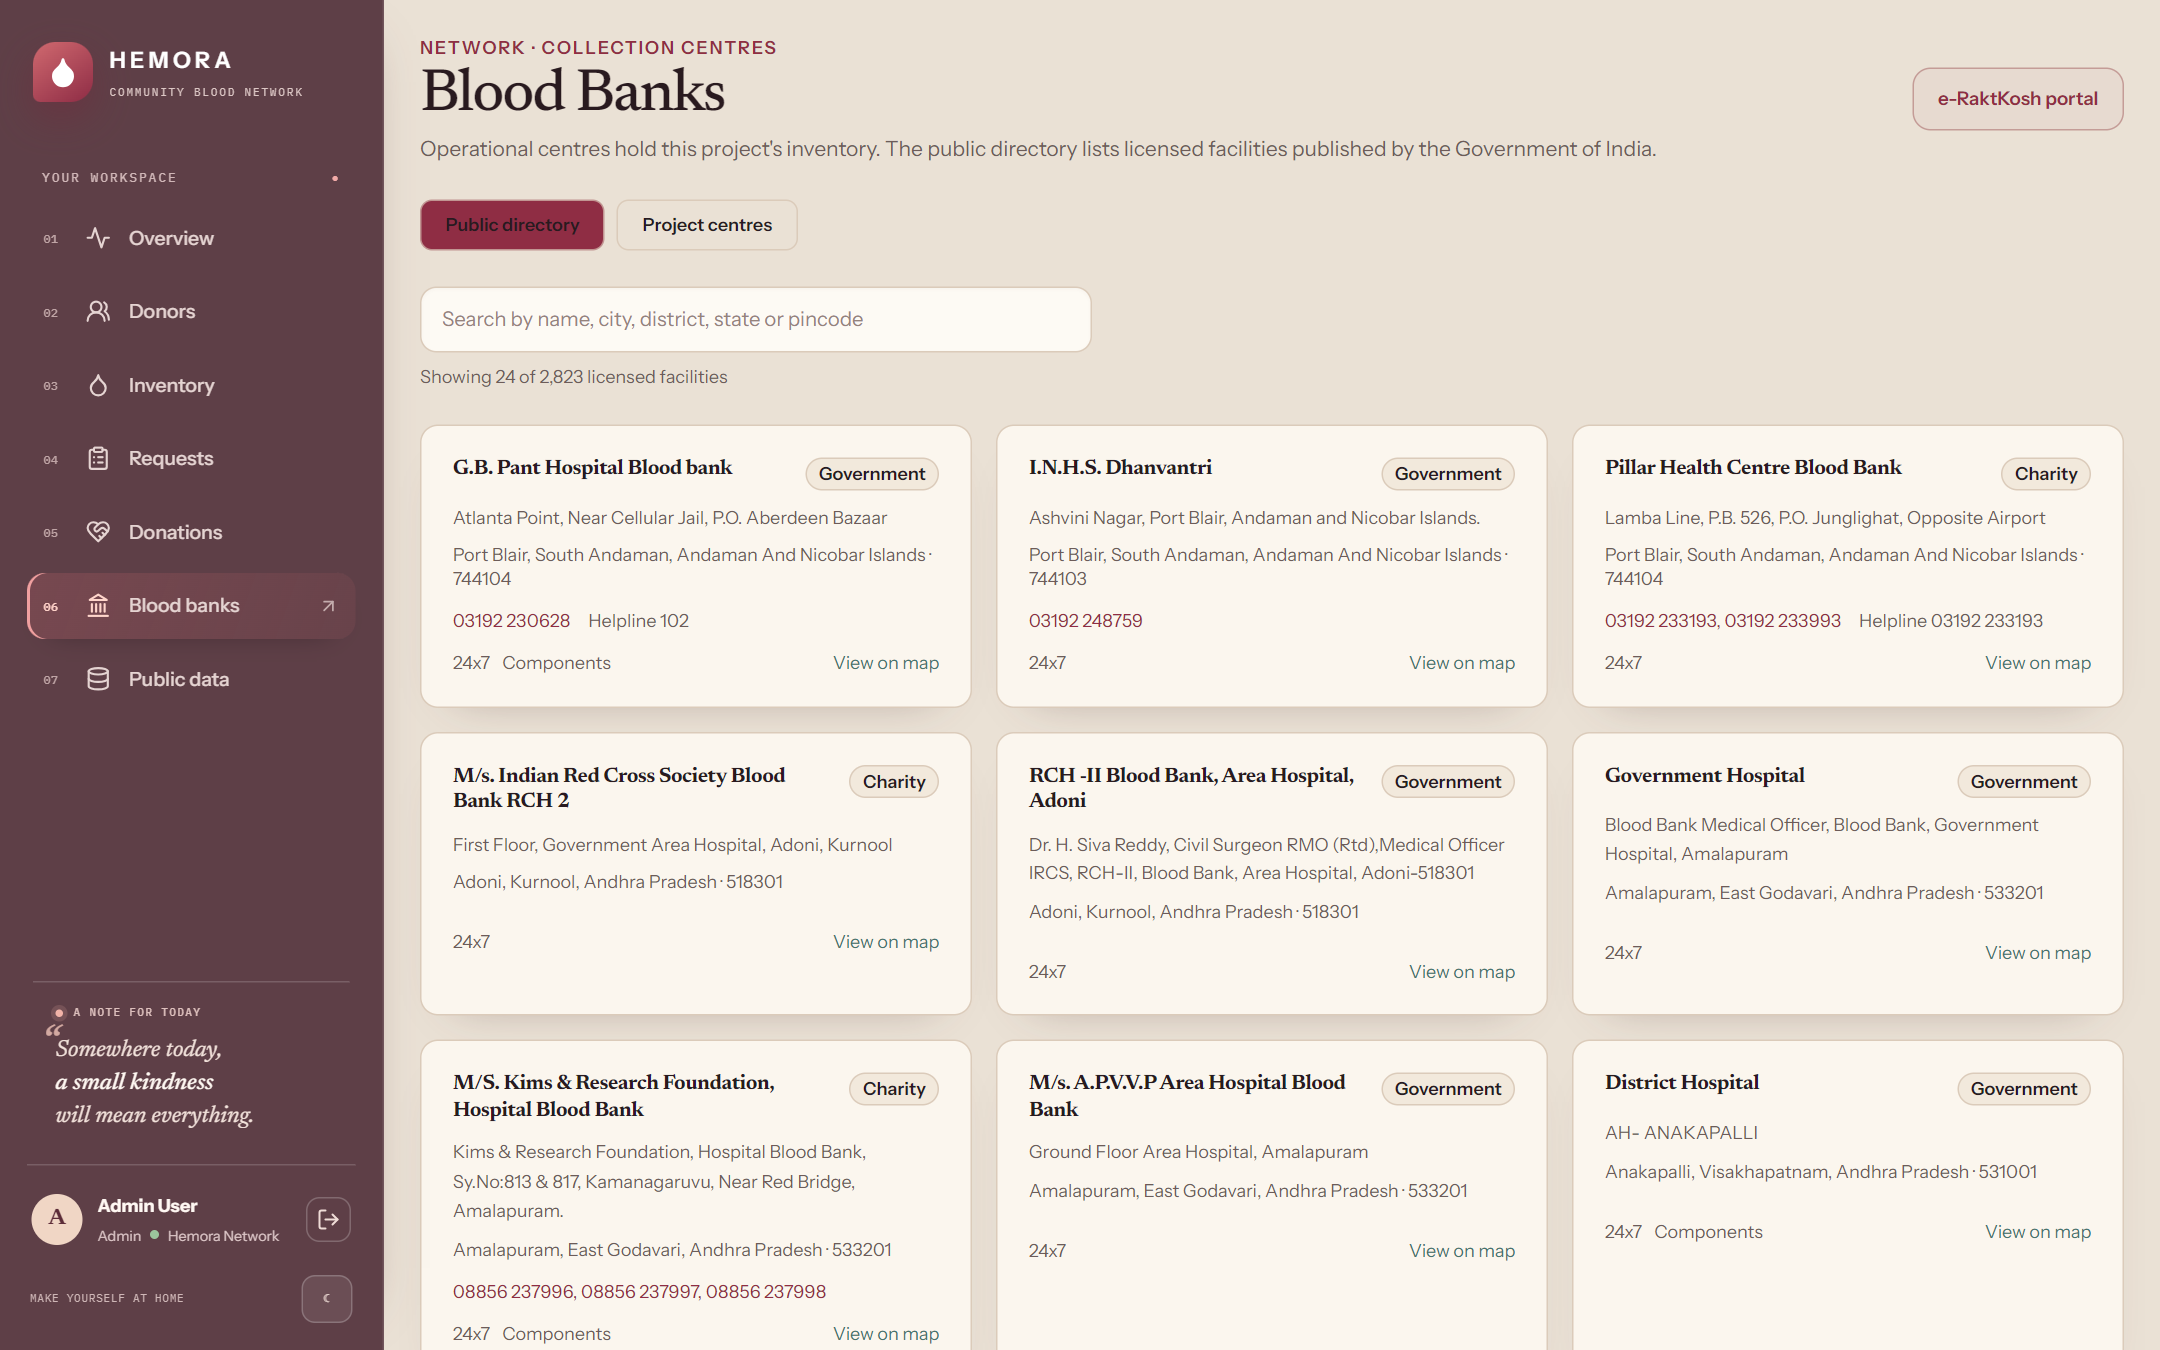 HEMORA
COMMUNITY BLOOD NETWORK
YOUR WORKSPACE
01 Overview
02 Donors
03 Inventory
04 Requests
05 Donations
06 Blood banks
07 Public data
A NOTE FOR TODAY
“
Somewhere today,
a small kindness
will mean everything.
A
Admin User
Admin Hemora Network
MAKE YOURSELF AT HOME
NETWORK · COLLECTION CENTRES
Blood Banks
e-RaktKosh portal
Operational centres hold this project's inventory. The public directory lists licensed facilities published by the Government of India.
Public directory Project centres
Search by name, city, district, state or pincode
Showing 24 of 2,823 licensed facilities
G.B. Pant Hospital Blood bank
Government
Atlanta Point, Near Cellular Jail, P.O. Aberdeen Bazaar
Port Blair, South Andaman, Andaman And Nicobar Islands ·
744104
03192 230628 Helpline 102
24x7 Components View on map
I.N.H.S. Dhanvantri
Government
Ashvini Nagar, Port Blair, Andaman and Nicobar Islands.
Port Blair, South Andaman, Andaman And Nicobar Islands ·
744103
03192 248759
24x7 View on map
Pillar Health Centre Blood Bank
Charity
Lamba Line, P.B. 526, P.O. Junglighat, Opposite Airport
Port Blair, South Andaman, Andaman And Nicobar Islands ·
744104
03192 233193, 03192 233993 Helpline 03192 233193
24x7 View on map
M/s. Indian Red Cross Society Blood
Bank RCH 2
Charity
First Floor, Government Area Hospital, Adoni, Kurnool
Adoni, Kurnool, Andhra Pradesh · 518301
24x7 View on map
RCH -II Blood Bank, Area Hospital,
Adoni
Government
Dr. H. Siva Reddy, Civil Surgeon RMO (Rtd),Medical Officer
IRCS, RCH-II, Blood Bank, Area Hospital, Adoni-518301
Adoni, Kurnool, Andhra Pradesh · 518301
24x7 View on map
Government Hospital
Government
Blood Bank Medical Officer, Blood Bank, Government
Hospital, Amalapuram
Amalapuram, East Godavari, Andhra Pradesh · 533201
24x7 View on map
M/S. Kims & Research Foundation,
Hospital Blood Bank
Charity
Kims & Research Foundation, Hospital Blood Bank,
Sy.No:813 & 817, Kamanagaruvu, Near Red Bridge,
Amalapuram.
Amalapuram, East Godavari, Andhra Pradesh · 533201
08856 237996, 08856 237997, 08856 237998
24x7 Components View on map
M/s. A.P.V.V.P Area Hospital Blood
Bank
Government
Ground Floor Area Hospital, Amalapuram
Amalapuram, East Godavari, Andhra Pradesh · 533201
24x7 View on map
District Hospital
Government
AH- ANAKAPALLI
Anakapalli, Visakhapatnam, Andhra Pradesh · 531001
24x7 Components View on map